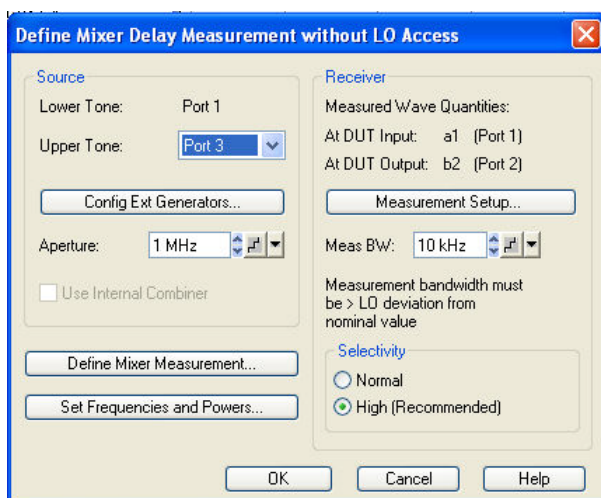 Define Mixer Delay Measurement without LO Access
Source
Lower Tone: Port 1
Upper Tone: Port 3
Config Ext Generators...
Aperture: 1 MHz
Use Internal Combiner
Define Mixer Measurement...
Set Frequencies and Powers...
Receiver
Measured Wave Quantities:
At DUT Input: a1 (Port 1)
At DUT Output: b2 (Port 2)
Measurement Setup...
Meas BW: 10 kHz
Measurement bandwidth must
be > LO deviation from
nominal value
Selectivity
Normal
High (Recommended)
OK Cancel Help